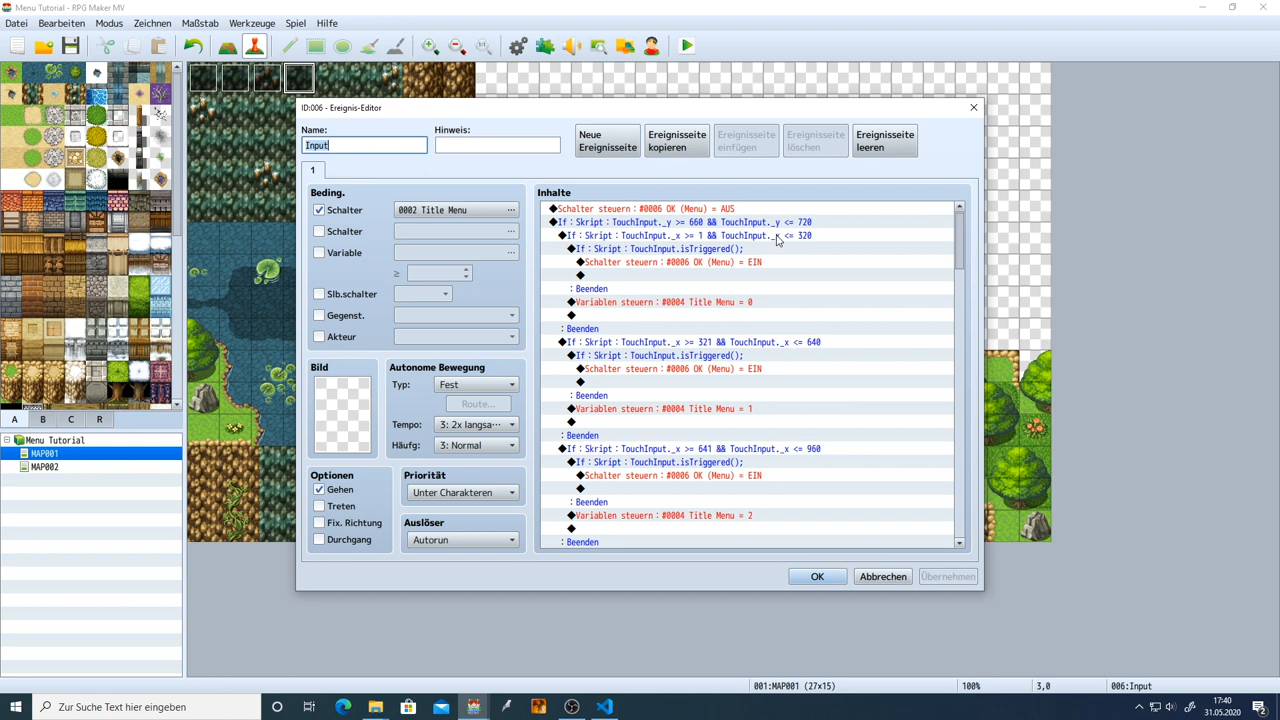 Menu Tutorial - RPG Maker MV
Datei Bearbeiten Modus Zeichnen Maßstab Werkzeuge Spiel Hilfe
ID:006 - Ereignis-Editor
Name: Hinweis:
Input
Neue Ereignisseite
Ereignisseite kopieren
Ereignisseite einfügen
Ereignisseite löschen
Ereignisseite leeren
1
Beding.
Schalter 0002 Title Menu ...
Schalter ...
Variable ...
≥
Slb.schalter
Gegenst.
Akteur
Bild
Autonome Bewegung
Typ: Fest
Route...
Tempo: 3: 2x langsa...
Häufg: 3: Normal
Optionen
Gehen
Treten
Fix. Richtung
Durchgang
Priorität
Unter Charakteren
Auslöser
Autorun
Inhalte
◆Schalter steuern：#0006 OK (Menu) = AUS
◆If：Skript：TouchInput._y >= 660 && TouchInput._y <= 720
◆If：Skript：TouchInput._x >= 1 && TouchInput._x <= 320
◆If：Skript：TouchInput.isTriggered();
◆Schalter steuern：#0006 OK (Menu) = EIN
◆
：Beenden
◆Variablen steuern：#0004 Title Menu = 0
◆
：Beenden
◆If：Skript：TouchInput._x >= 321 && TouchInput._x <= 640
◆If：Skript：TouchInput.isTriggered();
◆Schalter steuern：#0006 OK (Menu) = EIN
◆
：Beenden
◆Variablen steuern：#0004 Title Menu = 1
◆
：Beenden
◆If：Skript：TouchInput._x >= 641 && TouchInput._x <= 960
◆If：Skript：TouchInput.isTriggered();
◆Schalter steuern：#0006 OK (Menu) = EIN
◆
：Beenden
◆Variablen steuern：#0004 Title Menu = 2
◆
：Beenden
OK Abbrechen Übernehmen
A B C R
Menu Tutorial
MAP001
MAP002
001:MAP001 (27×15) 100% 3,0 006:Input
Zur Suche Text hier eingeben
17:40
31.05.2020
2